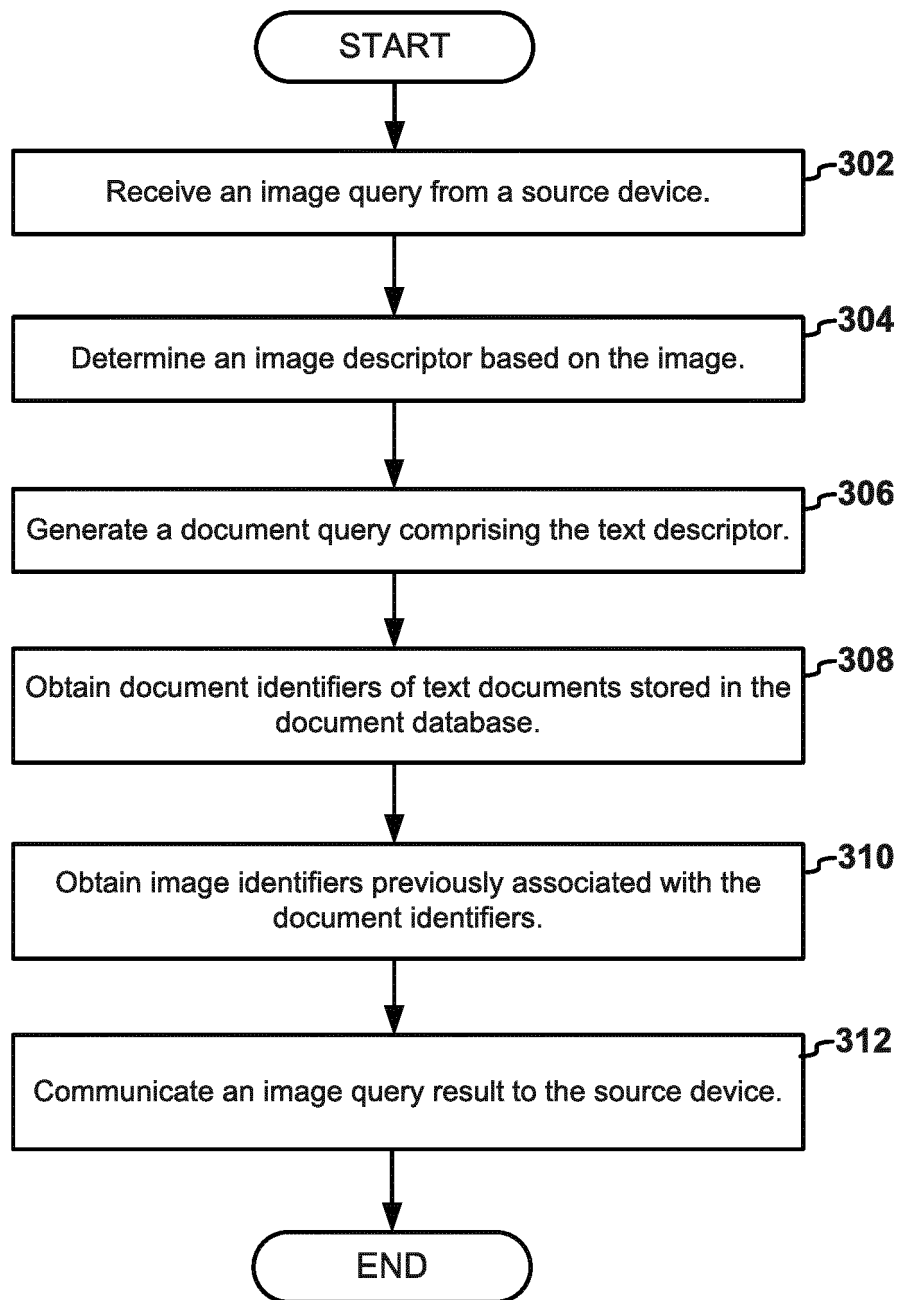 START
302
Receive an image query from a source device.
304
Determine an image descriptor based on the image.
306
Generate a document query comprising the text descriptor.
308
Obtain document identifiers of text documents stored in the
document database.
310
Obtain image identifiers previously associated with the
document identifiers.
312
Communicate an image query result to the source device.
END